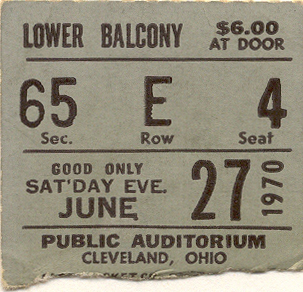 LOWER BALCONY $6.00
AT DOOR
65 E 4
Sec. Row Seat
GOOD ONLY
SAT'DAY EVE.
JUNE 27 1970
PUBLIC AUDITORIUM
CLEVELAND, OHIO